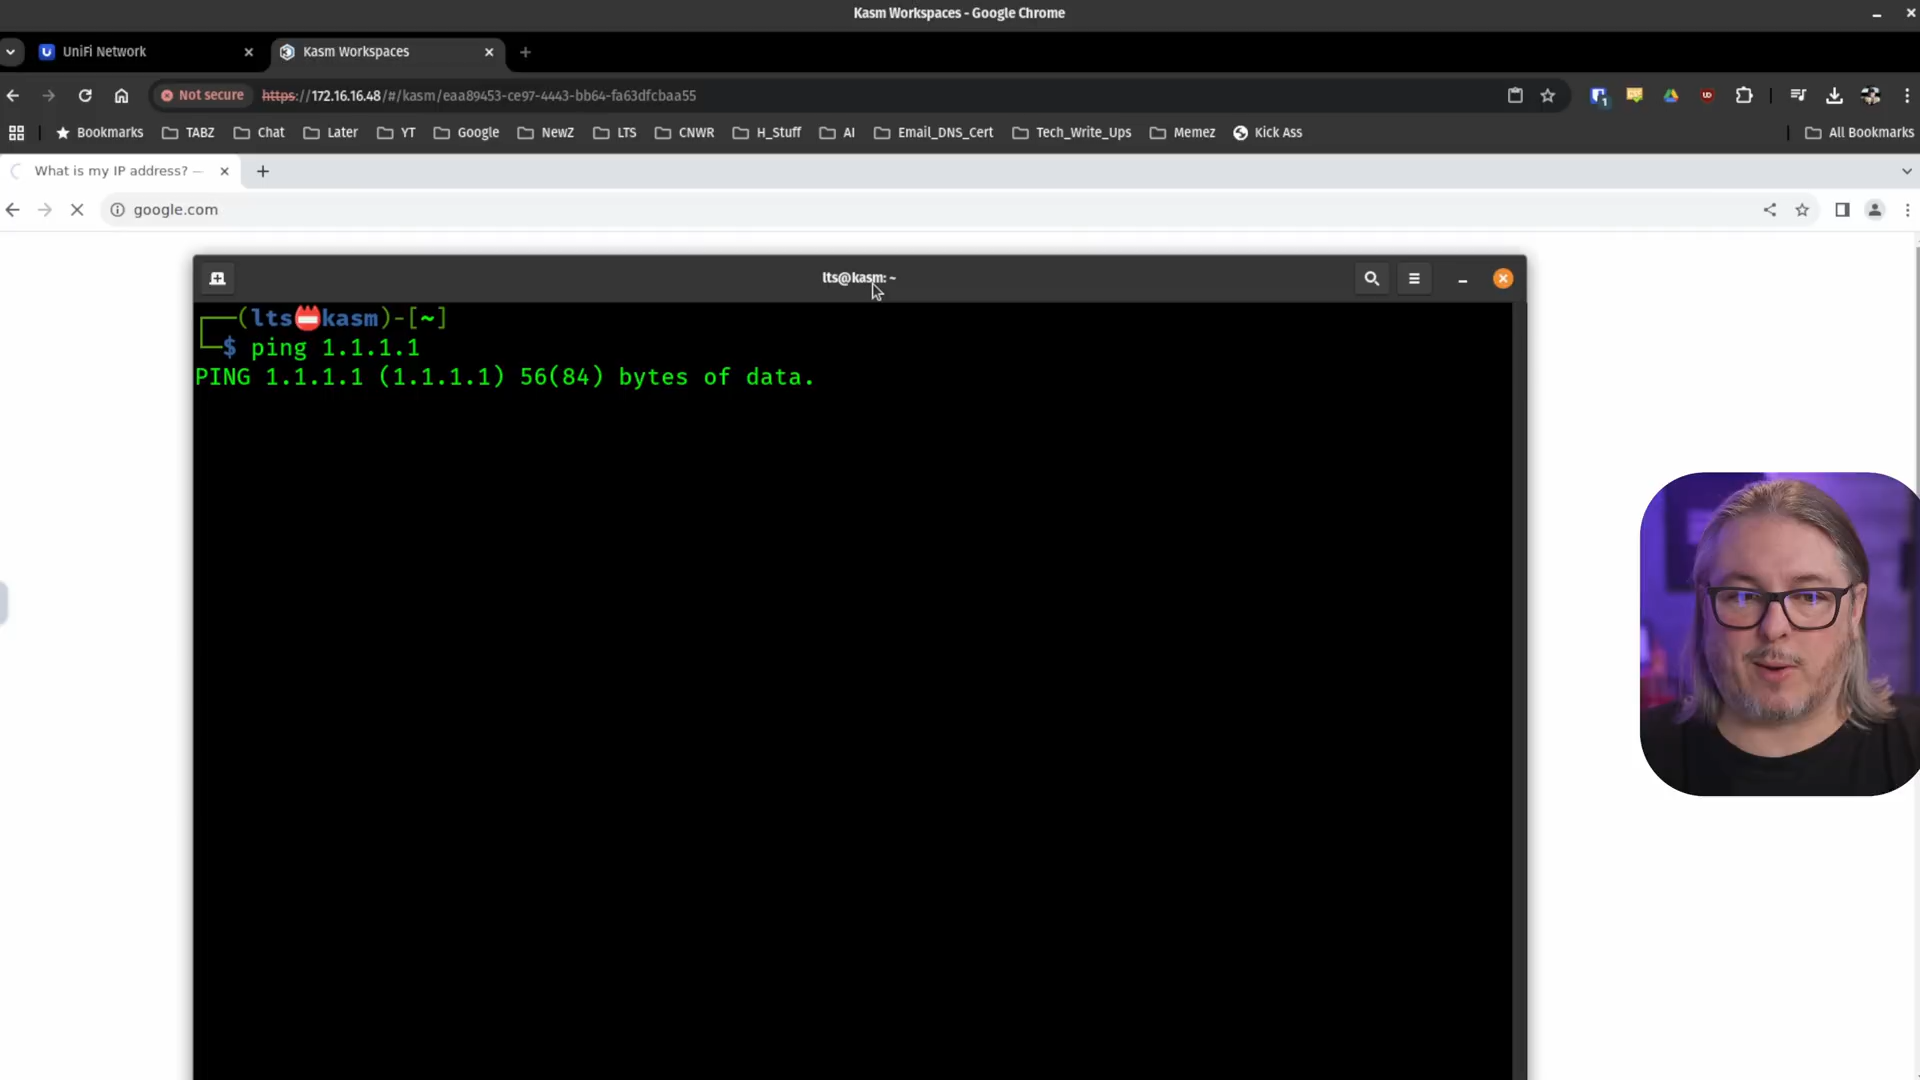 Kasm Workspaces - Google Chrome
UniFi Network
Kasm Workspaces
Not secure https://172.16.16.48/#/kasm/eaa89453-ce97-4443-bb64-fa63dfcbaa55
Bookmarks TABZ Chat Later YT Google NewZ LTS CNWR H_Stuff AI Email_DNS_Cert Tech_Write_Ups Memez Kick Ass All Bookmarks
What is my IP address? —
google.com
lts@kasm: ~
(lts kasm)-[~]
$ ping 1.1.1.1
PING 1.1.1.1 (1.1.1.1) 56(84) bytes of data.